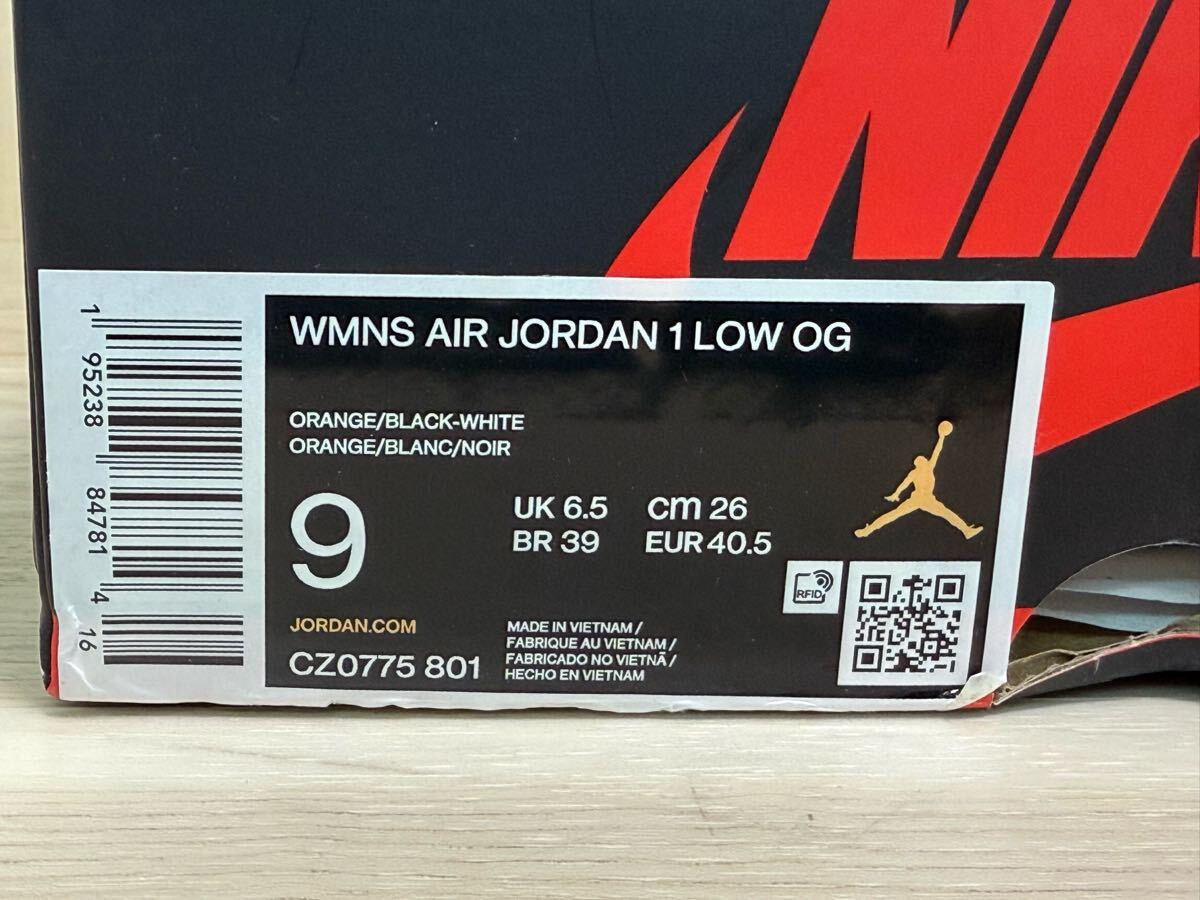 NIK
WMNS AIR JORDAN 1 LOW OG
ORANGE/BLACK-WHITE
ORANGE/BLANC/NOIR
9
UK 6.5 cm 26
BR 39 EUR 40.5
RFID
JORDAN.COM
CZ0775 801
MADE IN VIETNAM /
FABRIQUE AU VIETNAM /
FABRICADO NO VIETNÃ /
HECHO EN VIETNAM
1 95238 84781 4 16